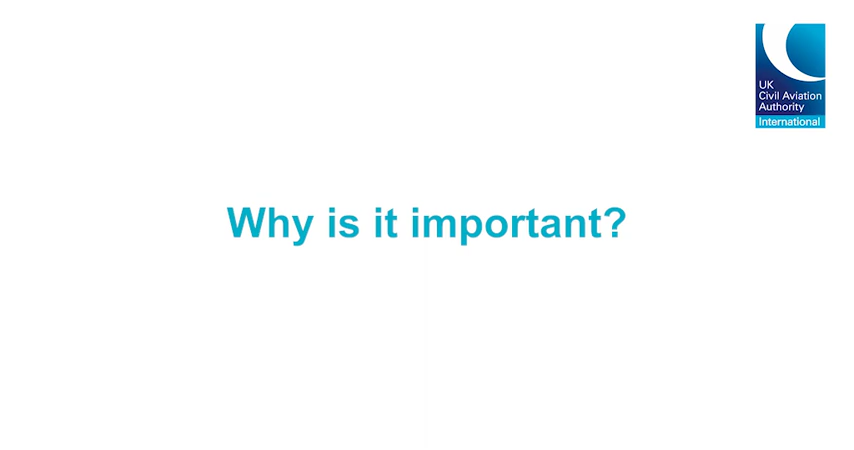 UK
Civil Aviation
Authority
International
Why is it important?